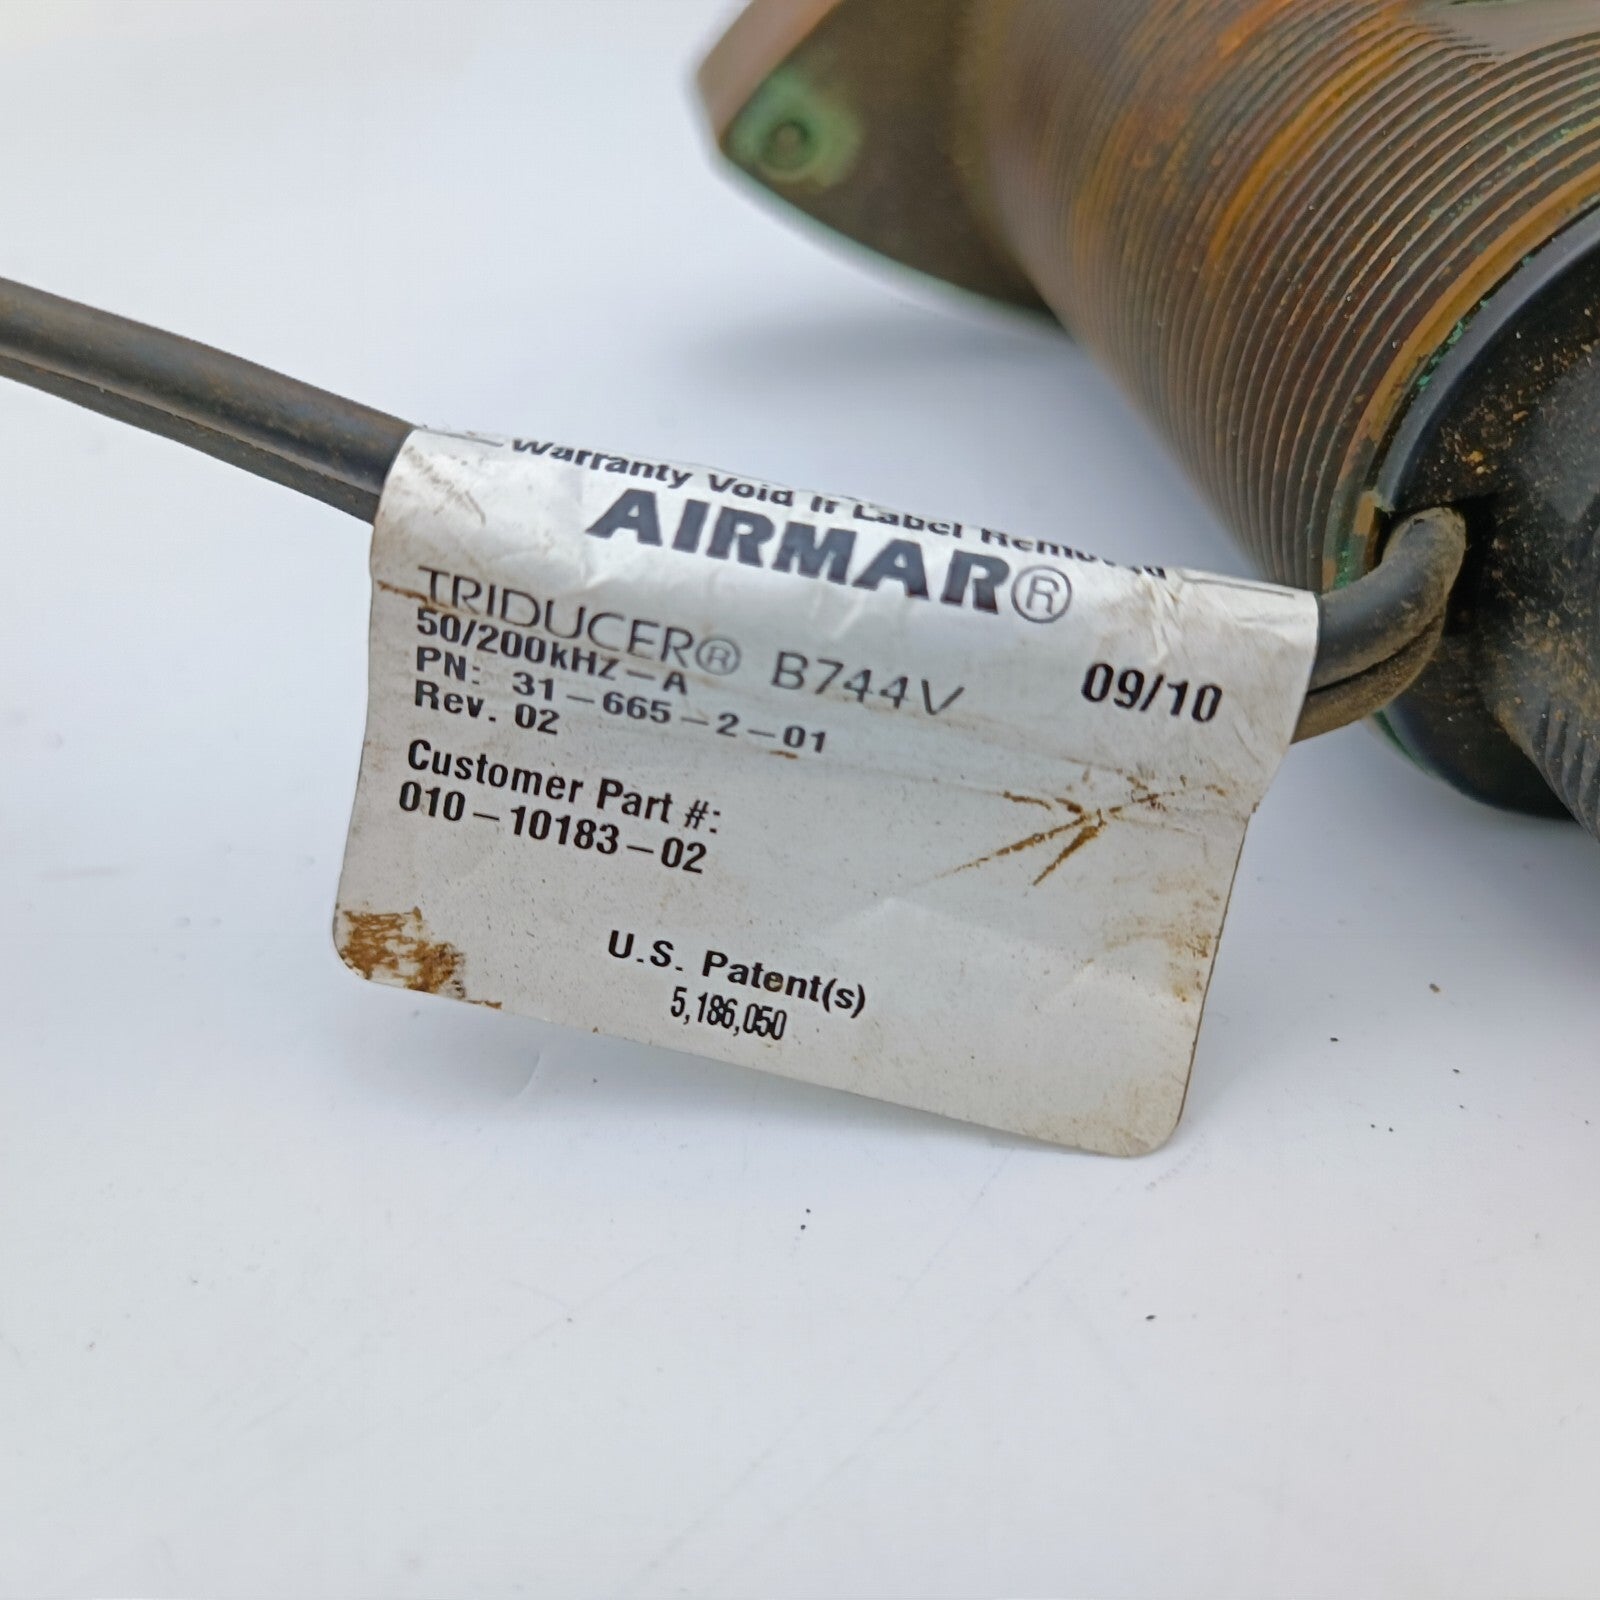 Warranty Void If Label Removed
AIRMAR®
TRIDUCER® B744V
50/200kHz-A
09/10
PN: 31-665-2-01
Rev. 02
Customer Part #:
010-10183-02
U.S. Patent(s)
5,186,050